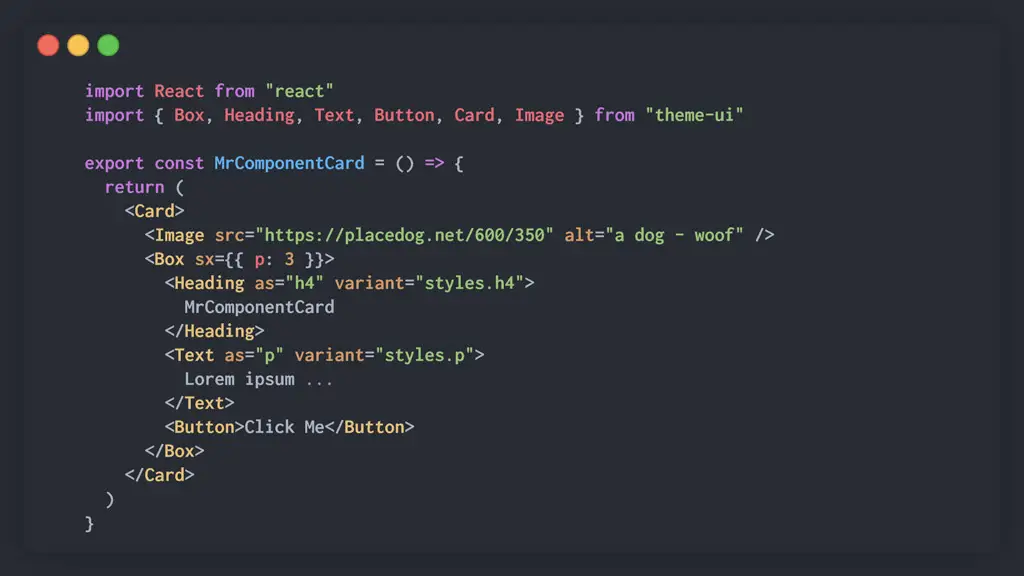 import React from "react"
import { Box, Heading, Text, Button, Card, Image } from "theme-ui"

export const MrComponentCard = () => {
  return (
    <Card>
      <Image src="https://placedog.net/600/350" alt="a dog - woof" />
      <Box sx={{ p: 3 }}>
        <Heading as="h4" variant="styles.h4">
          MrComponentCard
        </Heading>
        <Text as="p" variant="styles.p">
          Lorem ipsum ...
        </Text>
        <Button>Click Me</Button>
      </Box>
    </Card>
  )
}